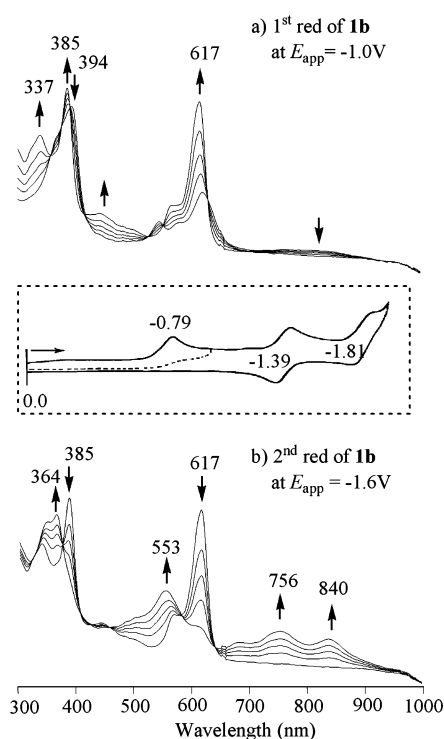 a) 1st red of 1b
at Eapp= -1.0V
385
394
617
337
-0.79
-1.39
-1.81
0.0
b) 2nd red of 1b
at Eapp = -1.6V
385
617
364
553
756
840
300 400 500 600 700 800 900 1000
Wavelength (nm)